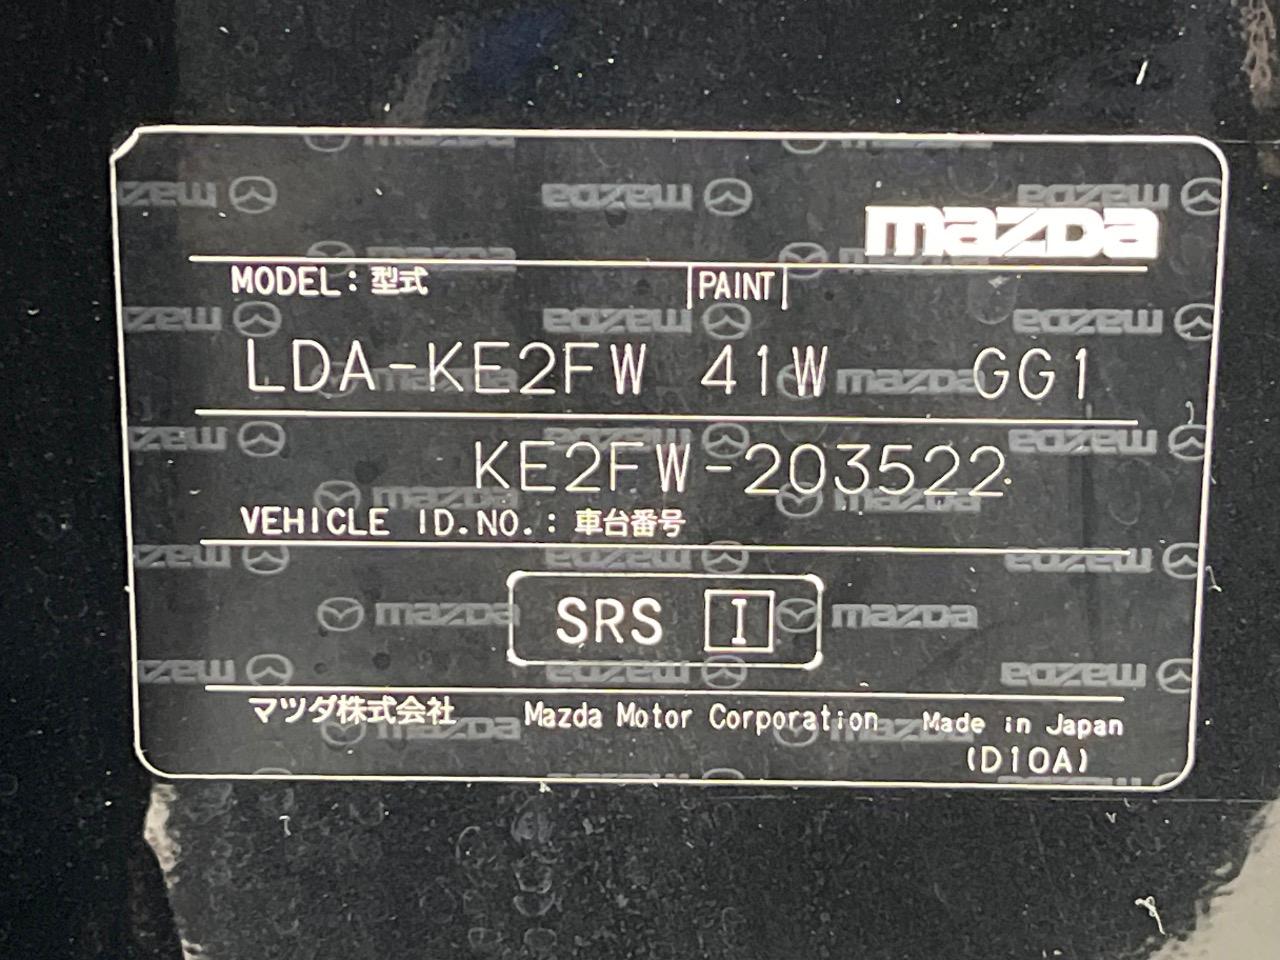 mazda
MODEL: 型式 PAINT
LDA-KE2FW 41W GG1
KE2FW-203522
VEHICLE ID.NO.: 車台番号
SRS I
マツダ株式会社 Mazda Motor Corporation Made in Japan
(D10A)